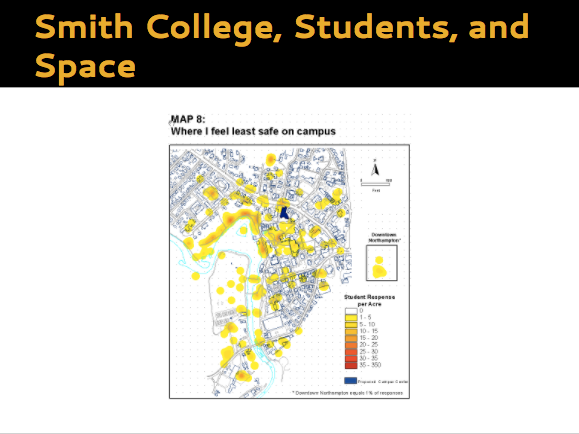 Smith College, Students, and
Space
MAP 8:
Where I feel least safe on campus
N
Feet
Downtown
Northampton*
Student Response
per Acre
0
1 - 5
5 - 10
10 - 15
15 - 20
20 - 25
25 - 30
30 - 35
35 - 350
Proposed Campus Center
* Downtown Northampton equals 1% of responses